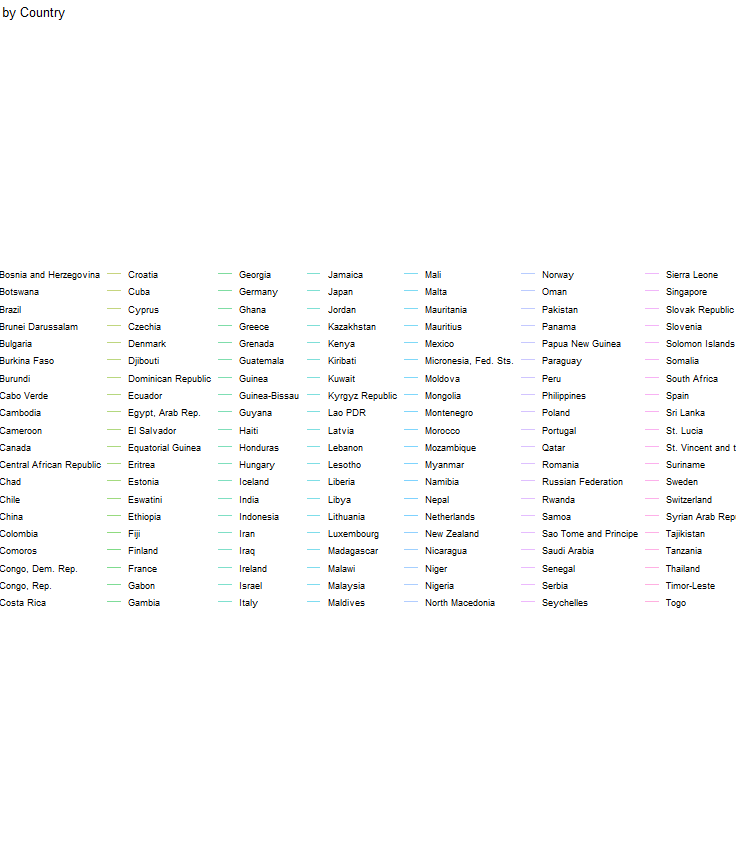 by Country
Bosnia and Herzegovina Croatia Georgia Jamaica Mali Norway Sierra Leone
Botswana Cuba Germany Japan Malta Oman Singapore
Brazil Cyprus Ghana Jordan Mauritania Pakistan Slovak Republic
Brunei Darussalam Czechia Greece Kazakhstan Mauritius Panama Slovenia
Bulgaria Denmark Grenada Kenya Mexico Papua New Guinea Solomon Islands
Burkina Faso Djibouti Guatemala Kiribati Micronesia, Fed. Sts. Paraguay Somalia
Burundi Dominican Republic Guinea Kuwait Moldova Peru South Africa
Cabo Verde Ecuador Guinea-Bissau Kyrgyz Republic Mongolia Philippines Spain
Cambodia Egypt, Arab Rep. Guyana Lao PDR Montenegro Poland Sri Lanka
Cameroon El Salvador Haiti Latvia Morocco Portugal St. Lucia
Canada Equatorial Guinea Honduras Lebanon Mozambique Qatar St. Vincent and t
Central African Republic Eritrea Hungary Lesotho Myanmar Romania Suriname
Chad Estonia Iceland Liberia Namibia Russian Federation Sweden
Chile Eswatini India Libya Nepal Rwanda Switzerland
China Ethiopia Indonesia Lithuania Netherlands Samoa Syrian Arab Rep
Colombia Fiji Iran Luxembourg New Zealand Sao Tome and Principe Tajikistan
Comoros Finland Iraq Madagascar Nicaragua Saudi Arabia Tanzania
Congo, Dem. Rep. France Ireland Malawi Niger Senegal Thailand
Congo, Rep. Gabon Israel Malaysia Nigeria Serbia Timor-Leste
Costa Rica Gambia Italy Maldives North Macedonia Seychelles Togo